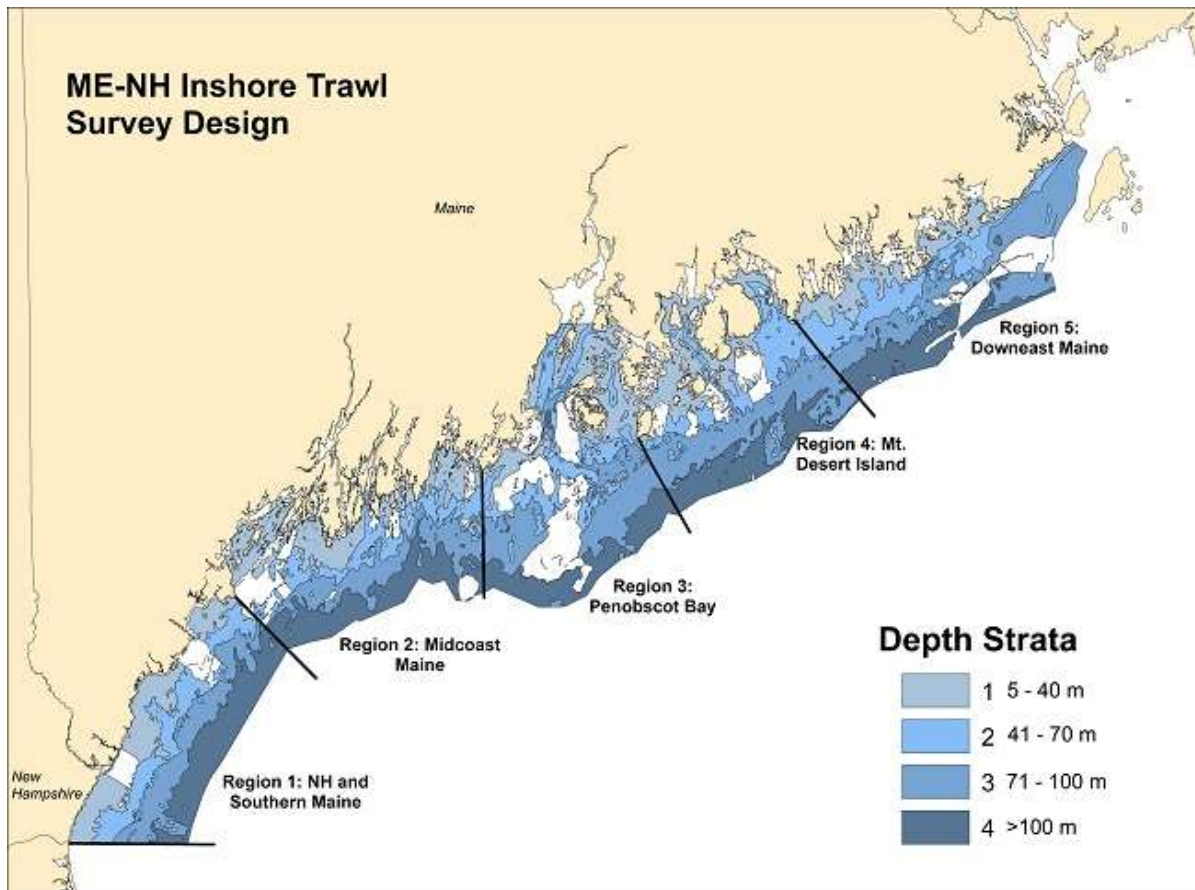 ME-NH Inshore Trawl
Survey Design
Maine
Region 5:
Downeast Maine
Region 4: Mt.
Desert Island
Region 3:
Penobscot Bay
Region 2: Midcoast
Maine
Region 1: NH and
Southern Maine
New
Hampshire
Depth Strata
1 5 - 40 m
2 41 - 70 m
3 71 - 100 m
4 >100 m